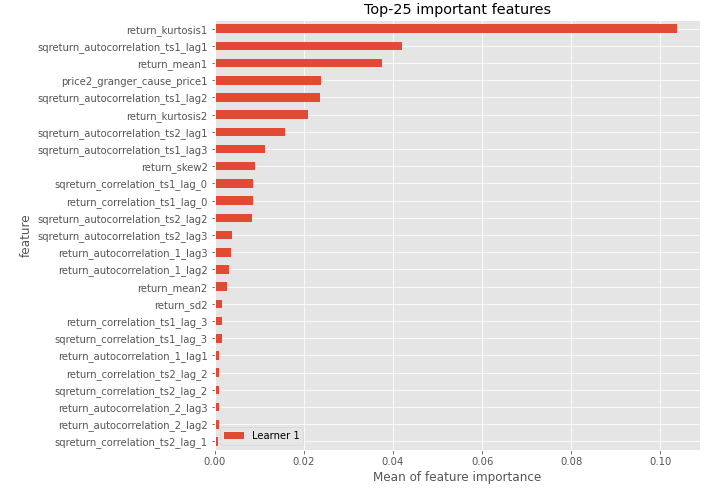 Top-25 important features
return_kurtosis1
sqreturn_autocorrelation_ts1_lag1
return_mean1
price2_granger_cause_price1
sqreturn_autocorrelation_ts1_lag2
return_kurtosis2
sqreturn_autocorrelation_ts2_lag1
sqreturn_autocorrelation_ts1_lag3
return_skew2
sqreturn_correlation_ts1_lag_0
return_correlation_ts1_lag_0
sqreturn_autocorrelation_ts2_lag2
sqreturn_autocorrelation_ts2_lag3
return_autocorrelation_1_lag3
return_autocorrelation_1_lag2
return_mean2
return_sd2
return_correlation_ts1_lag_3
sqreturn_correlation_ts1_lag_3
return_autocorrelation_1_lag1
return_correlation_ts2_lag_2
sqreturn_correlation_ts2_lag_2
return_autocorrelation_2_lag3
return_autocorrelation_2_lag2
sqreturn_correlation_ts2_lag_1
feature
Learner 1
0.00 0.02 0.04 0.06 0.08 0.10
Mean of feature importance